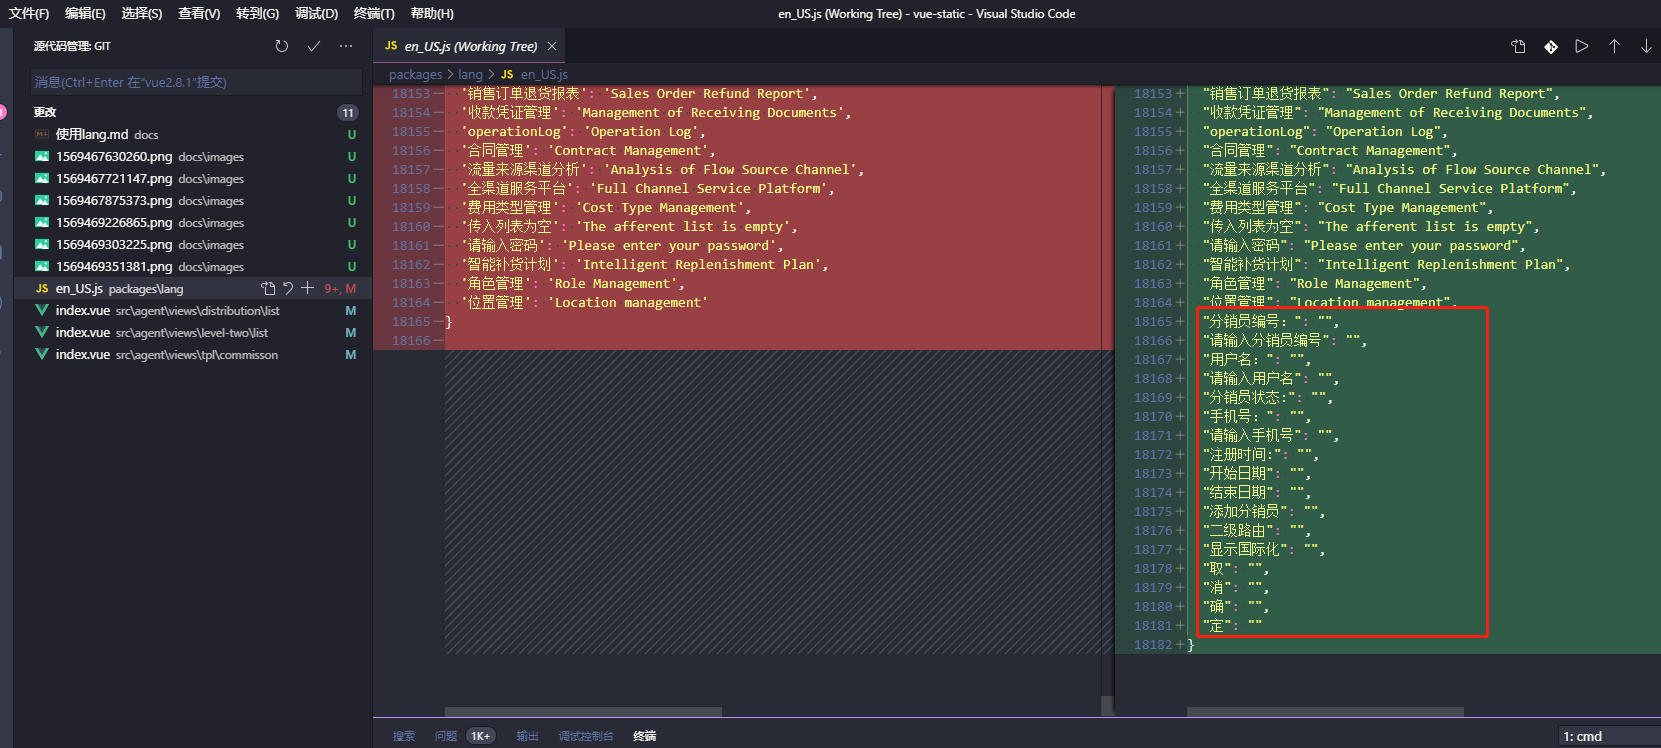 文件(F) 编辑(E) 选择(S) 查看(V) 转到(G) 调试(D) 终端(T) 帮助(H)
en_US.js (Working Tree) - vue-static - Visual Studio Code
源代码管理: GIT
消息(Ctrl+Enter 在"vue2.8.1"提交)
更改 11
使用lang.md docs U
1569467630260.png docs\images U
1569467721147.png docs\images U
1569467875373.png docs\images U
1569469226865.png docs\images U
1569469303225.png docs\images U
1569469351381.png docs\images U
JS en_US.js packages\lang 9+, M
index.vue src\agent\views\distribution\list M
index.vue src\agent\views\level-two\list M
index.vue src\agent\views\tpl\commisson M
JS en_US.js (Working Tree)
packages > lang > JS en_US.js
18153 '销售订单退货报表': 'Sales Order Refund Report',
18154 '收款凭证管理': 'Management of Receiving Documents',
18155 'operationLog': 'Operation Log',
18156 '合同管理': 'Contract Management',
18157 '流量来源渠道分析': 'Analysis of Flow Source Channel',
18158 '全渠道服务平台': 'Full Channel Service Platform',
18159 '费用类型管理': 'Cost Type Management',
18160 '传入列表为空': 'The afferent list is empty',
18161 '请输入密码': 'Please enter your password',
18162 '智能补货计划': 'Intelligent Replenishment Plan',
18163 '角色管理': 'Role Management',
18164 '位置管理': 'Location management'
18165 }
18166
18153+ "销售订单退货报表": "Sales Order Refund Report",
18154+ "收款凭证管理": "Management of Receiving Documents",
18155+ "operationLog": "Operation Log",
18156+ "合同管理": "Contract Management",
18157+ "流量来源渠道分析": "Analysis of Flow Source Channel",
18158+ "全渠道服务平台": "Full Channel Service Platform",
18159+ "费用类型管理": "Cost Type Management",
18160+ "传入列表为空": "The afferent list is empty",
18161+ "请输入密码": "Please enter your password",
18162+ "智能补货计划": "Intelligent Replenishment Plan",
18163+ "角色管理": "Role Management",
18164+ "位置管理": "Location management",
18165+ "分销员编号：": "",
18166+ "请输入分销员编号": "",
18167+ "用户名：": "",
18168+ "请输入用户名": "",
18169+ "分销员状态:": "",
18170+ "手机号：": "",
18171+ "请输入手机号": "",
18172+ "注册时间:": "",
18173+ "开始日期": "",
18174+ "结束日期": "",
18175+ "添加分销员": "",
18176+ "二级路由": "",
18177+ "显示国际化": "",
18178+ "取": "",
18179+ "消": "",
18180+ "确": "",
18181+ "定": ""
18182+ }
搜索 问题 1K+ 输出 调试控制台 终端
1: cmd